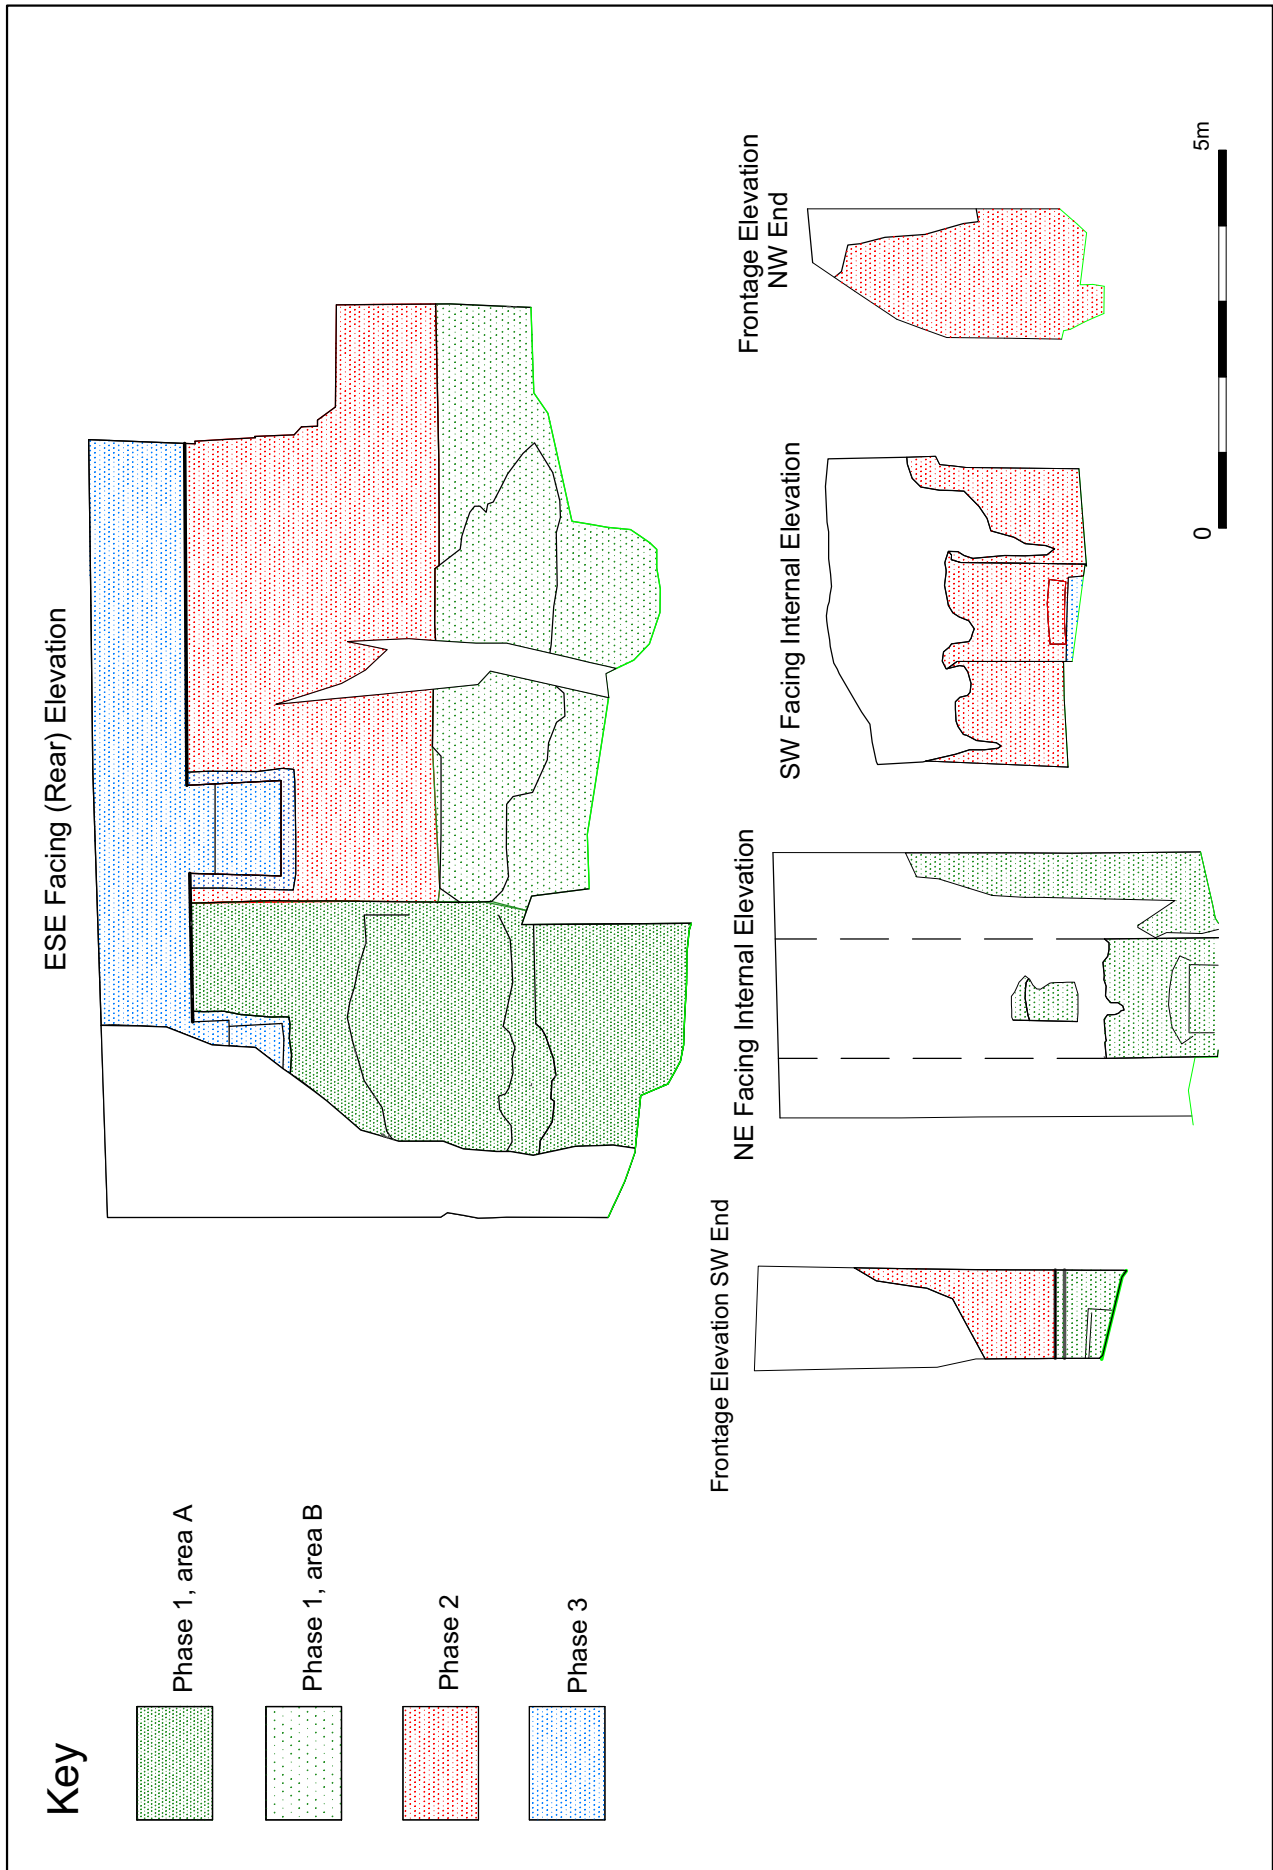 ESE Facing (Rear) Elevation
Frontage Elevation SW End
NE Facing Internal Elevation
SW Facing Internal Elevation
Frontage Elevation
NW End
0
5m
Key
Phase 1, area A
Phase 1, area B
Phase 2
Phase 3